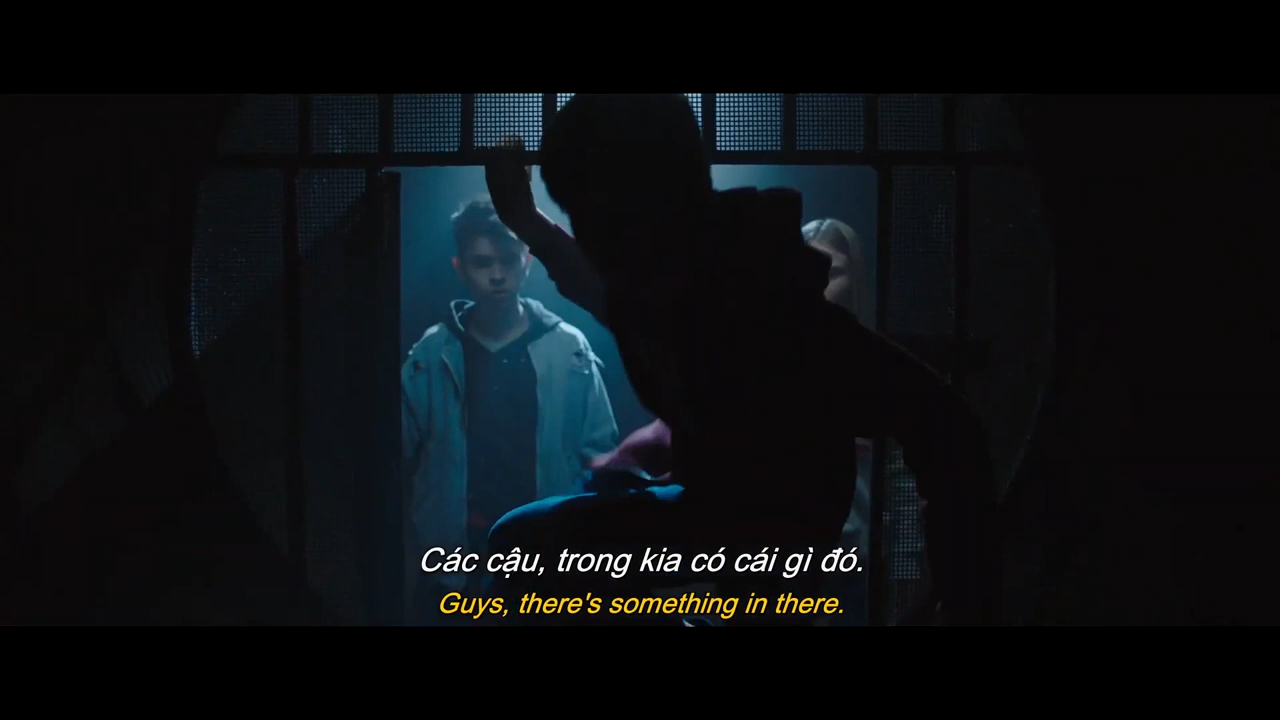 Các cậu, trong kia có cái gì đó.
Guys, there's something in there.